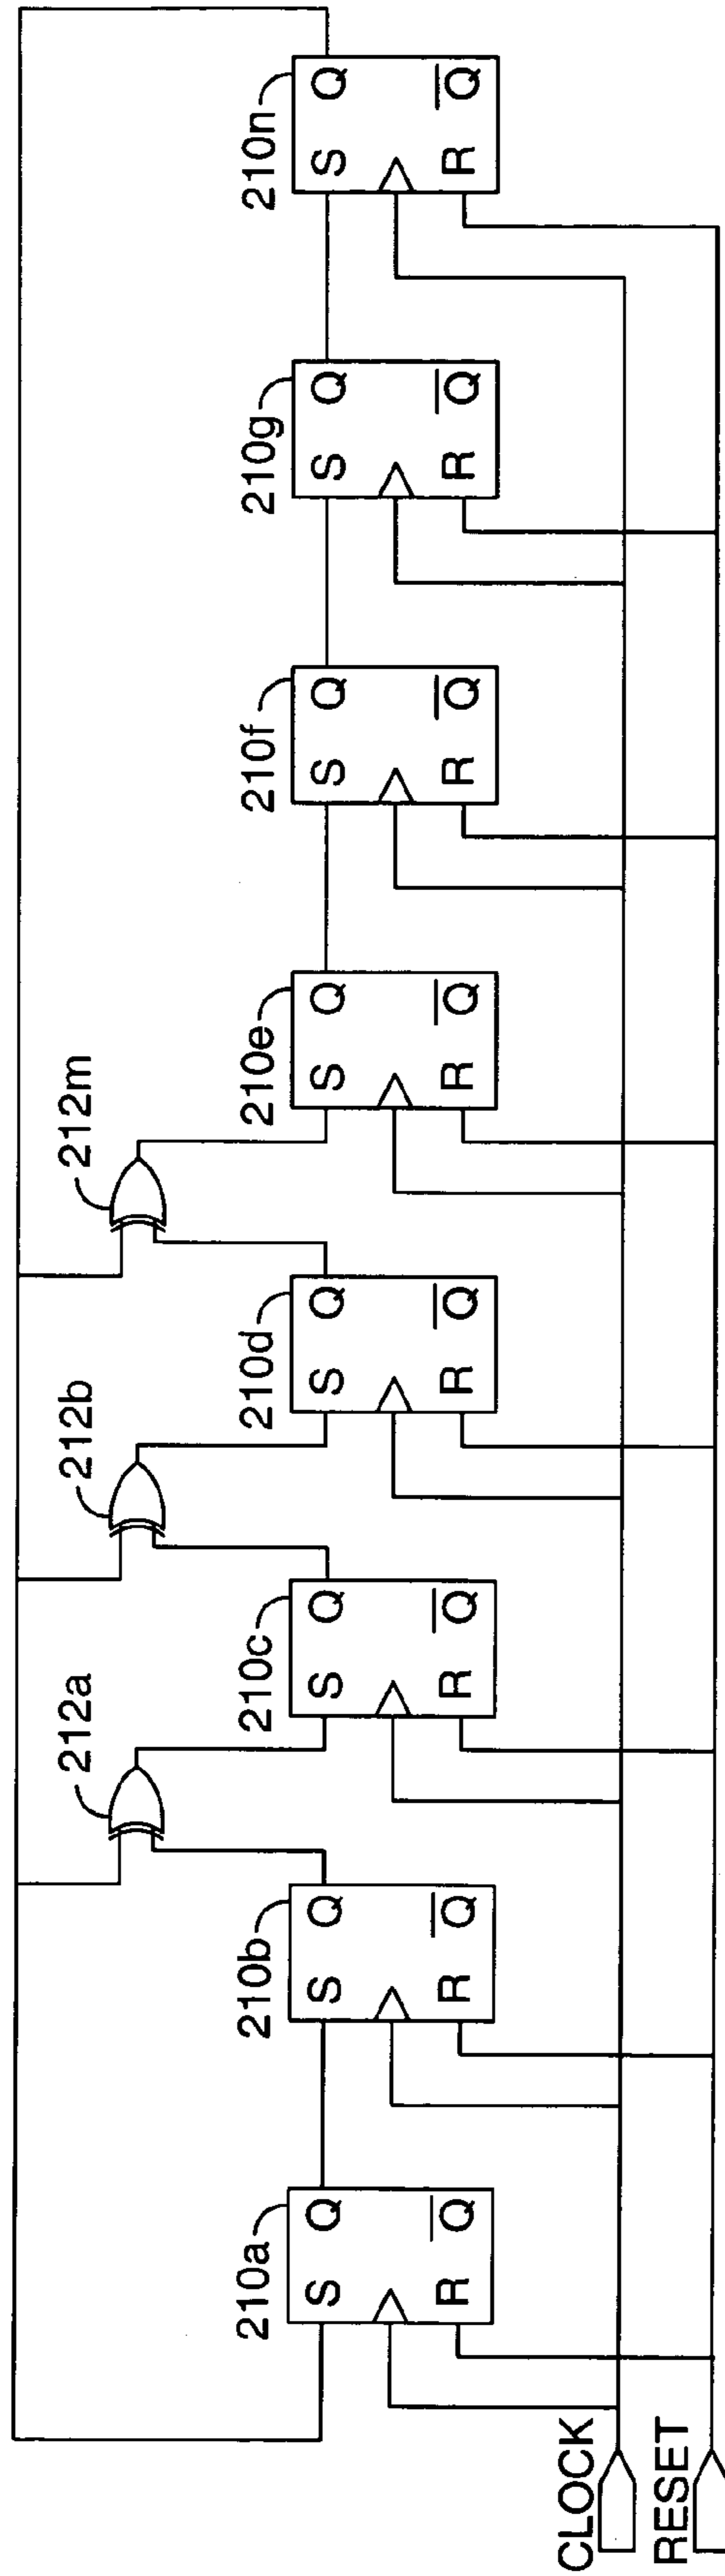 212a
212b
212m
210a
S Q
R Q̅
210b
S Q
R Q̅
210c
S Q
R Q̅
210d
S Q
R Q̅
210e
S Q
R Q̅
210f
S Q
R Q̅
210g
S Q
R Q̅
210n
S Q
R Q̅
CLOCK
RESET